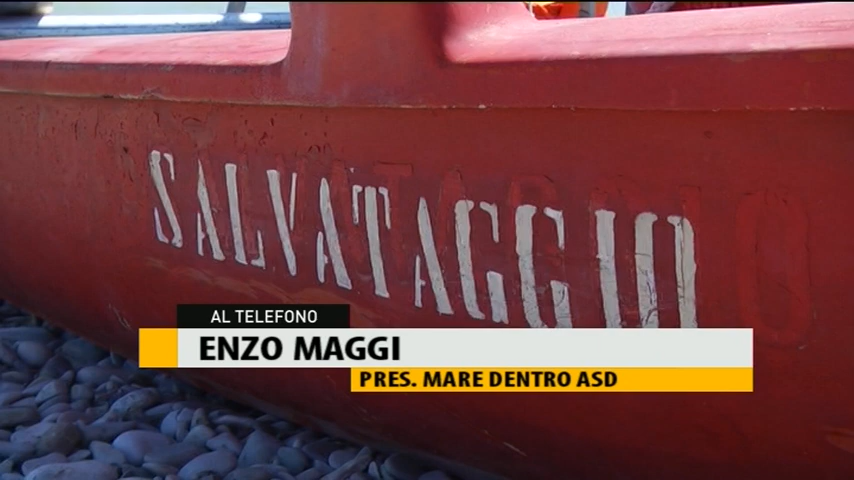 SALVATAGGIO
AL TELEFONO
ENZO MAGGI
PRES. MARE DENTRO ASD